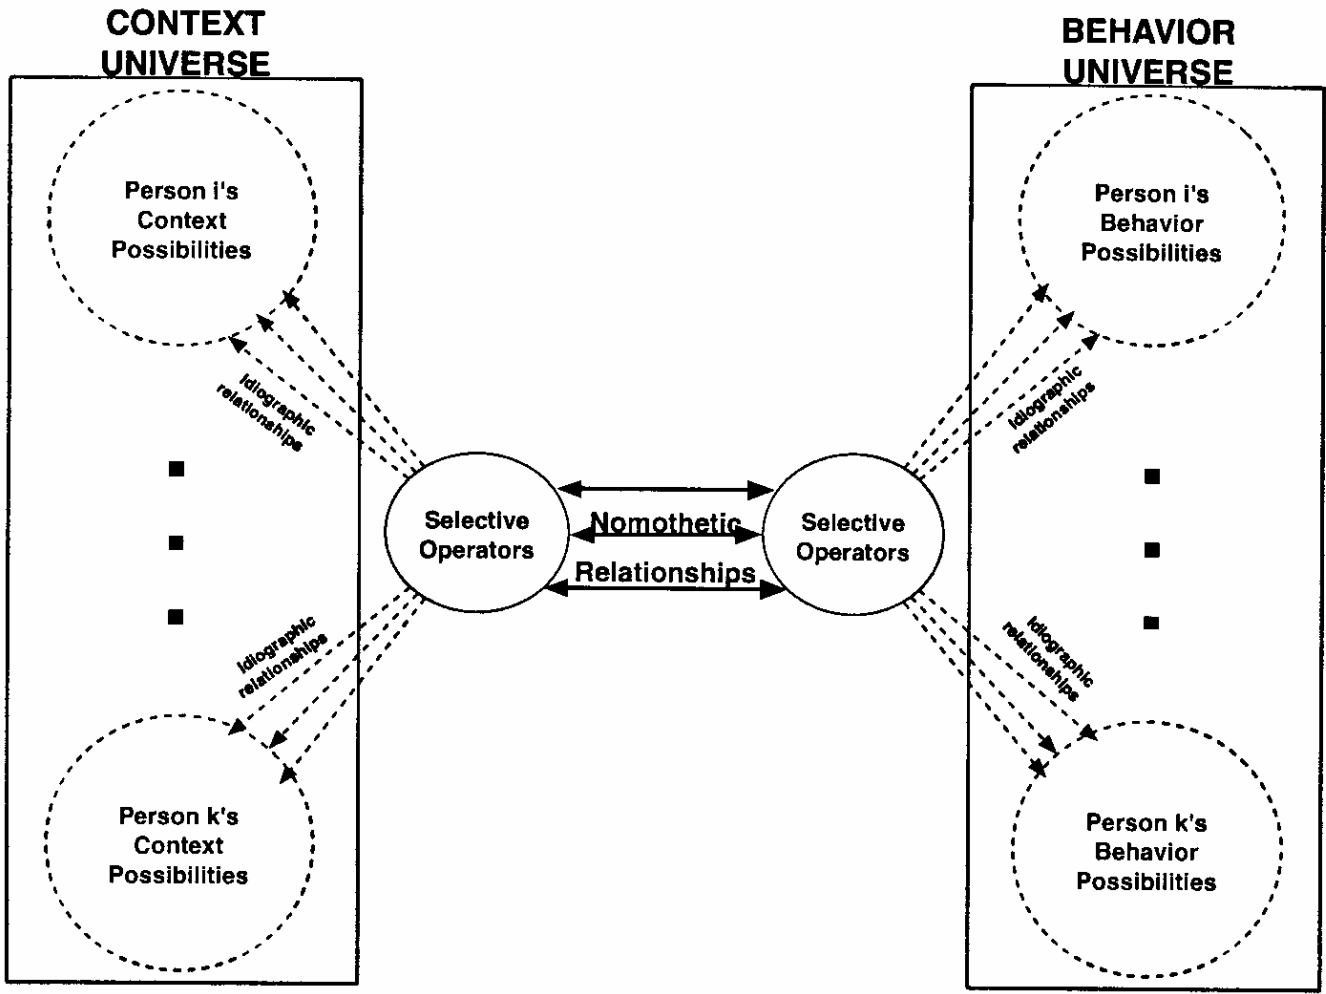 CONTEXT
UNIVERSE
BEHAVIOR
UNIVERSE
Person i's
Context
Possibilities
Person i's
Behavior
Possibilities
Idiographic
relationships
Idiographic
relationships
Selective
Operators
Nomothetic
Relationships
Selective
Operators
Idiographic
relationships
Idiographic
relationships
Person k's
Context
Possibilities
Person k's
Behavior
Possibilities